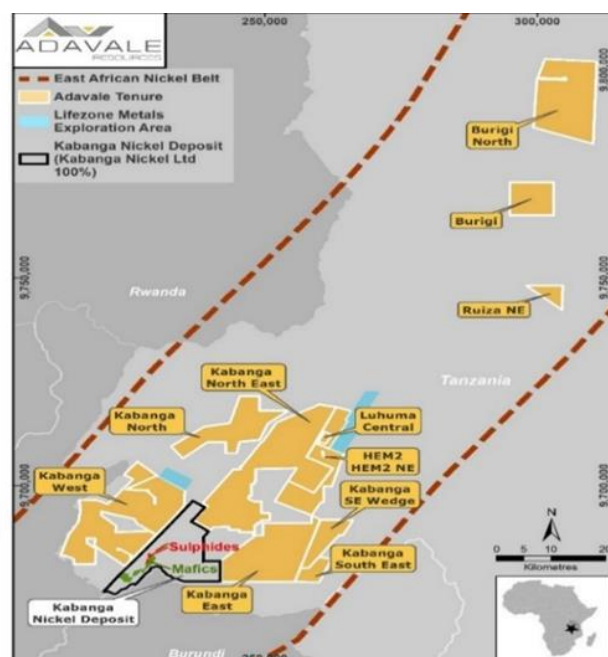 ADAVALE
RESOURCES
East African Nickel Belt
Adavale Tenure
Lifezone Metals
Exploration Area
Kabanga Nickel Deposit
(Kabanga Nickel Ltd
100%)
250,000
300,000
9,800,000
Burigi
North
Burigi
9,750,000
9,750,000
Rwanda
Ruiza NE
Tanzania
Kabanga
North East
Kabanga
North
Luhuma
Central
HEM2
HEM2 NE
Kabanga
West
Kabanga
SE Wedge
9,700,000
9,700,000
Sulphides
Mafics
Kabanga
South East
Kabanga
East
Kabanga
Nickel Deposit
Burundi
N
0
10
20
Kilometres